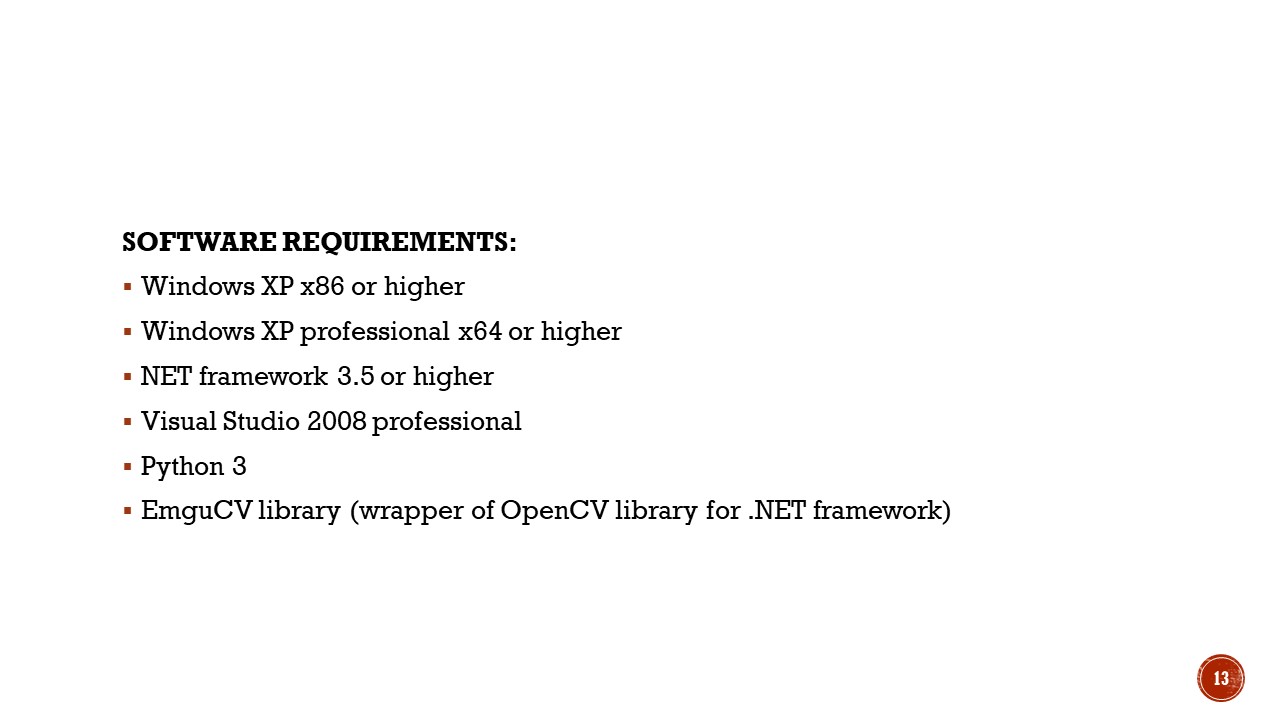 SOFTWARE REQUIREMENTS:
▪ Windows XP x86 or higher
▪ Windows XP professional x64 or higher
▪ NET framework 3.5 or higher
▪ Visual Studio 2008 professional
▪ Python 3
▪ EmguCV library (wrapper of OpenCV library for .NET framework)
13